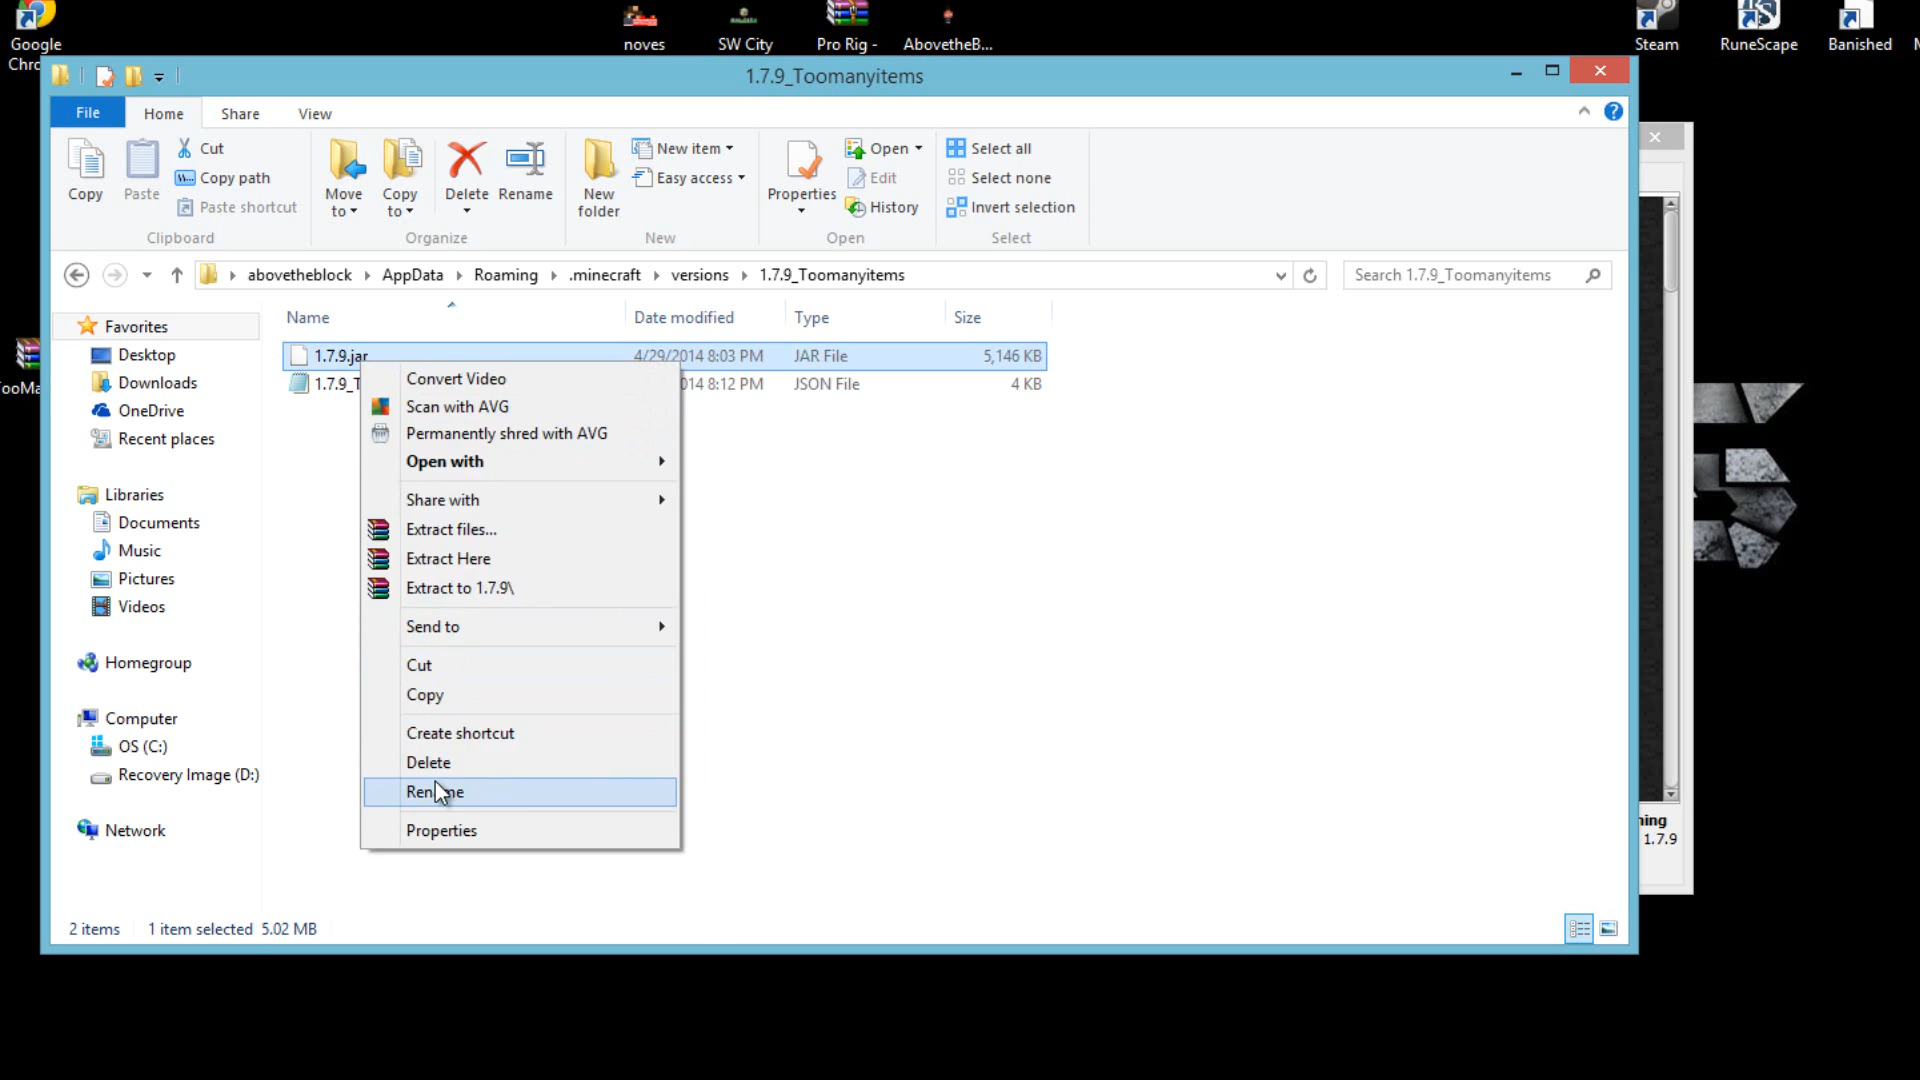 Google
Chro
noves
SW City
Pro Rig -
AbovetheB...
Steam
RuneScape
Banished
1.7.9_Toomanyitems
File
Home
Share
View
Copy
Paste
Cut
Copy path
Paste shortcut
Clipboard
Move
to
Copy
to
Delete
Rename
Organize
New
folder
New item
Easy access
New
Properties
Open
Edit
History
Open
Select all
Select none
Invert selection
Select
abovetheblock
AppData
Roaming
.minecraft
versions
1.7.9_Toomanyitems
Search 1.7.9_Toomanyitems
Name
Date modified
Type
Size
1.7.9.jar
4/29/2014 8:03 PM
JAR File
5,146 KB
1.7.9_T
014 8:12 PM
JSON File
4 KB
Favorites
Desktop
Downloads
OneDrive
Recent places
Libraries
Documents
Music
Pictures
Videos
Homegroup
Computer
OS (C:)
Recovery Image (D:)
Network
Convert Video
Scan with AVG
Permanently shred with AVG
Open with
Share with
Extract files...
Extract Here
Extract to 1.7.9\
Send to
Cut
Copy
Create shortcut
Delete
Rename
Properties
2 items
1 item selected 5.02 MB
ooMa
ning
1.7.9